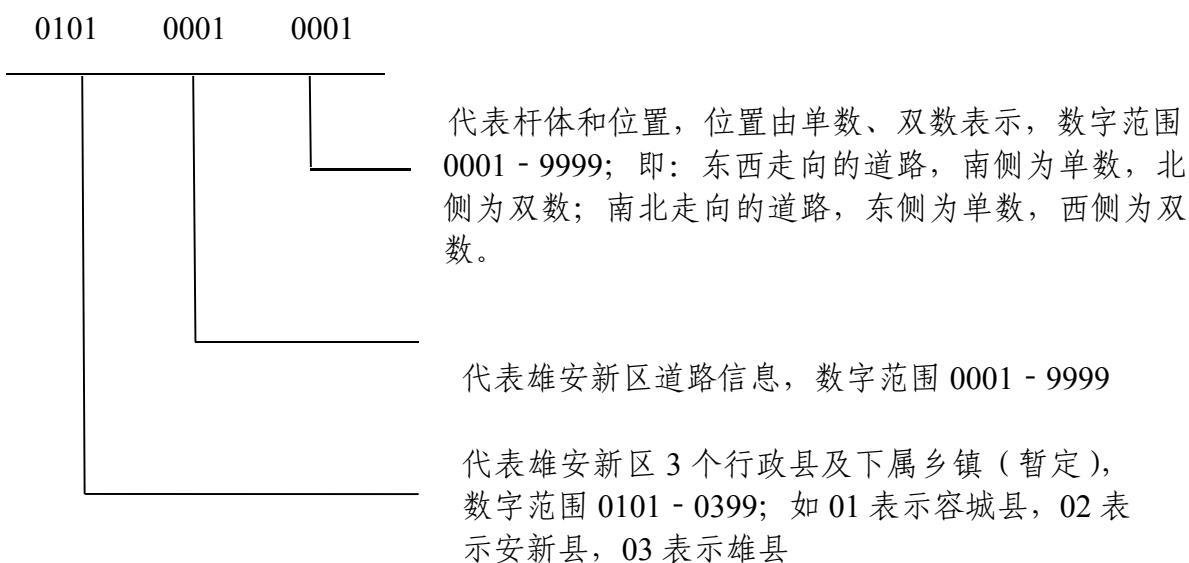 0101 0001 0001
代表杆体和位置，位置由单数、双数表示，数字范围
0001 - 9999；即：东西走向的道路，南侧为单数，北
侧为双数；南北走向的道路，东侧为单数，西侧为双
数。
代表雄安新区道路信息，数字范围 0001 - 9999
代表雄安新区 3 个行政县及下属乡镇（暂定），
数字范围 0101 - 0399；如 01 表示容城县，02 表
示安新县，03 表示雄县